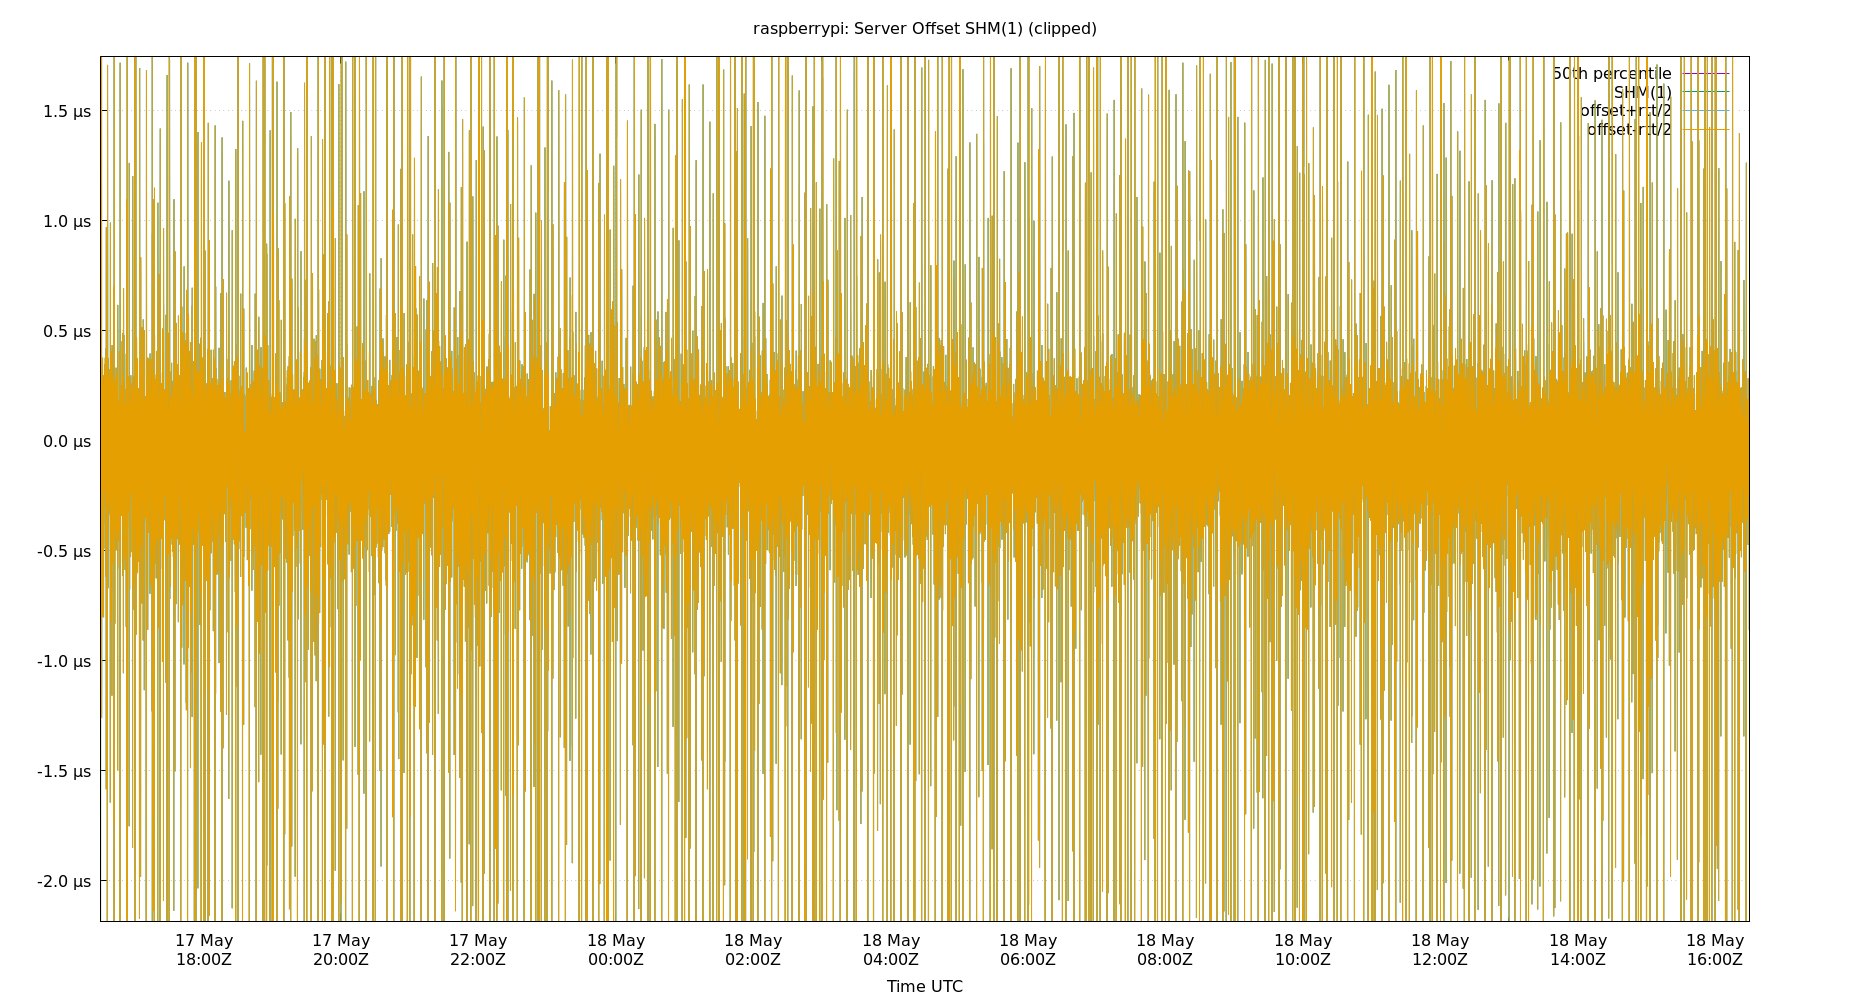 raspberrypi: Server Offset SHM(1) (clipped)
50th percentile
SHM(1)
offset+rtt/2
offset-rtt/2
1.5 µs
1.0 µs
0.5 µs
0.0 µs
-0.5 µs
-1.0 µs
-1.5 µs
-2.0 µs
17 May 17 May 17 May 18 May 18 May 18 May 18 May 18 May 18 May 18 May 18 May 18 May
18:00Z 20:00Z 22:00Z 00:00Z 02:00Z 04:00Z 06:00Z 08:00Z 10:00Z 12:00Z 14:00Z 16:00Z
Time UTC